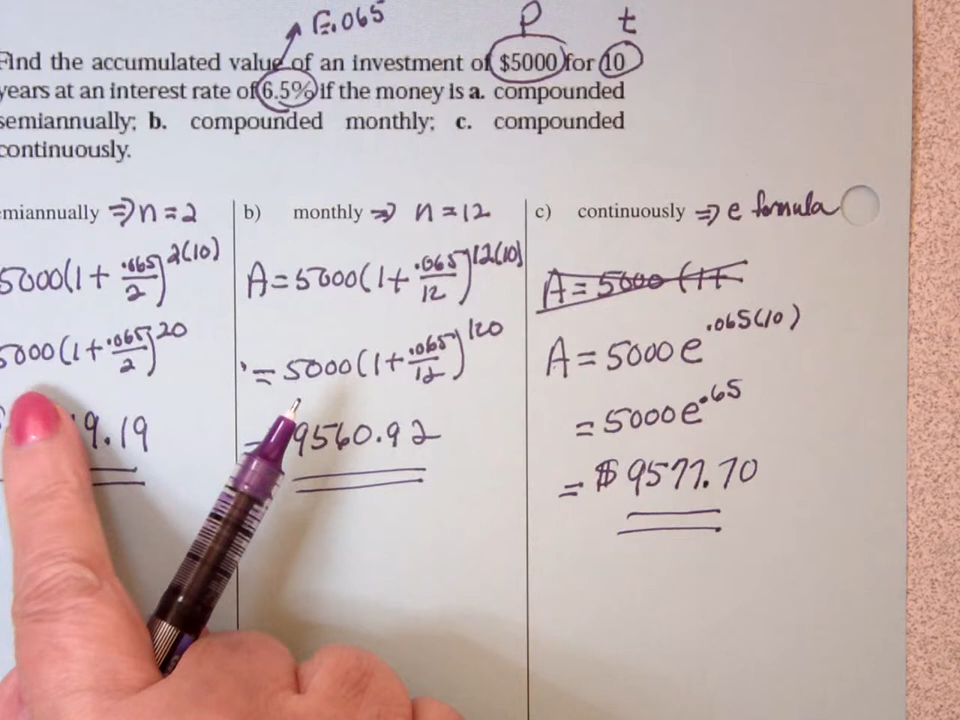 r=.065 P t
Find the accumulated value of an investment of $5000 for 10
years at an interest rate of 6.5% if the money is a. compounded
semiannually; b. compounded monthly; c. compounded
continuously.
miannually ⇒ n = 2
5000(1 + .065/2)^2(10)
5000(1 + .065/2)^20
9.19
b) monthly ⇒ n = 12
A = 5000(1 + .065/12)^12(10)
= 5000(1 + .065/12)^120
= 9560.92
c) continuously ⇒ e formula
A = 5000 (1+
A = 5000e^.065(10)
= 5000e^.65
= $ 9577.70